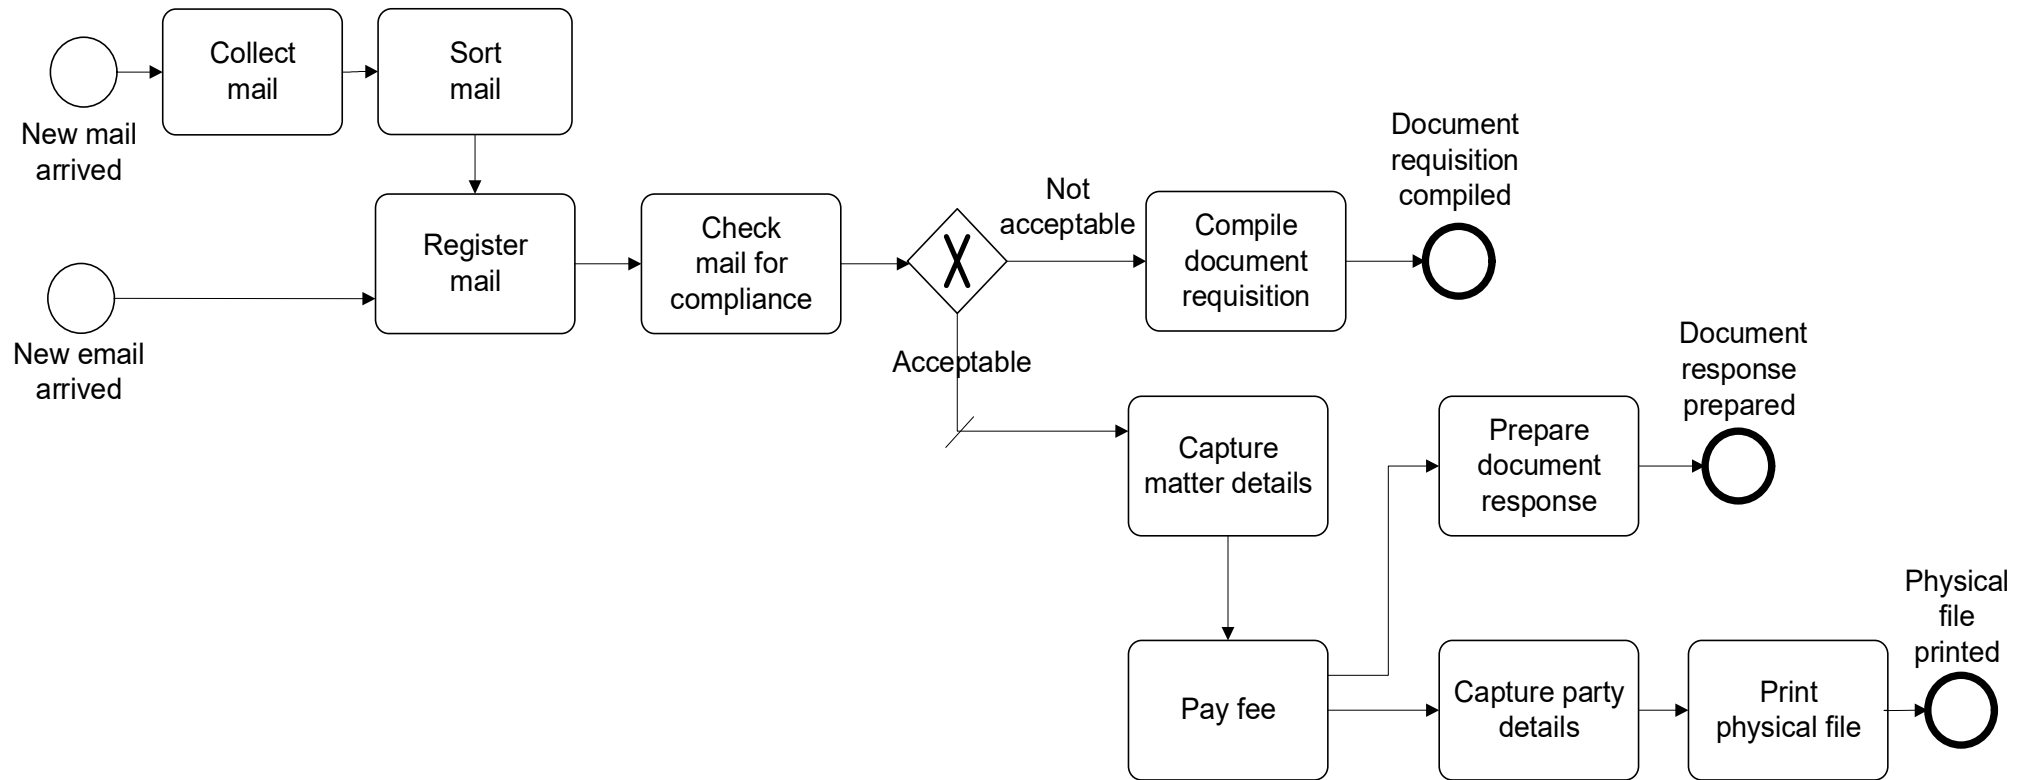 Collect
mail
Sort
mail
New mail
arrived
Register
mail
Check
mail for
compliance
X
Not
acceptable
Compile
document
requisition
Document
requisition
compiled
New email
arrived
Acceptable
Capture
matter details
Prepare
document
response
Document
response
prepared
Pay fee
Capture party
details
Print
physical file
Physical
file
printed